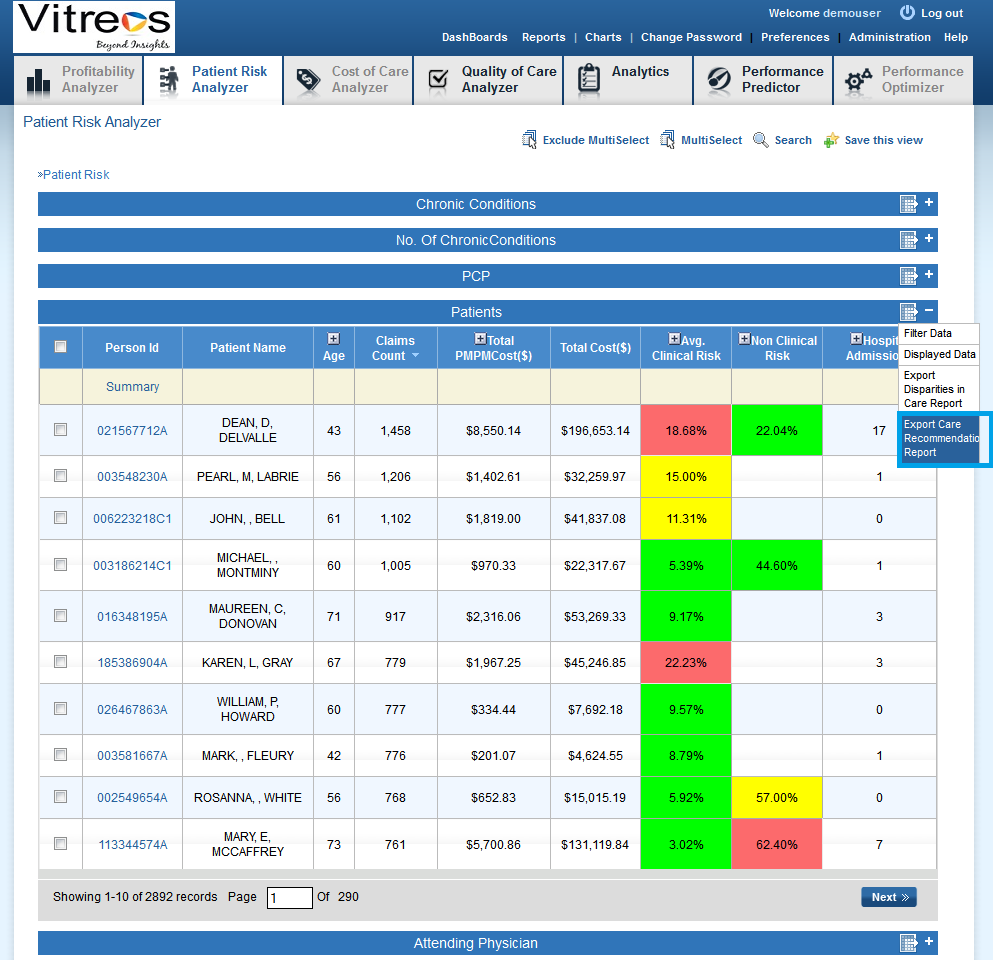 Vitreos
Beyond Insights
Welcome demouser Log out
DashBoards Reports | Charts | Change Password | Preferences | Administration Help
Profitability Analyzer
Patient Risk Analyzer
Cost of Care Analyzer
Quality of Care Analyzer
Analytics
Performance Predictor
Performance Optimizer
Patient Risk Analyzer
Exclude MultiSelect MultiSelect Search Save this view
»Patient Risk
Chronic Conditions +
No. Of ChronicConditions +
PCP +
Patients −
Person Id
Patient Name
Age
Claims Count
Total PMPMCost($)
Total Cost($)
Avg. Clinical Risk
Non Clinical Risk
Hospit
Admissio
Filter Data
Displayed Data
Export
Disparities in
Care Report
Export Care
Recommendatio
Report
Summary
021567712A DEAN, D, DELVALLE 43 1,458 $8,550.14 $196,653.14 18.68% 22.04% 17
003548230A PEARL, M, LABRIE 56 1,206 $1,402.61 $32,259.97 15.00% 1
006223218C1 JOHN, , BELL 61 1,102 $1,819.00 $41,837.08 11.31% 0
003186214C1 MICHAEL, , MONTMINY 60 1,005 $970.33 $22,317.67 5.39% 44.60% 1
016348195A MAUREEN, C, DONOVAN 71 917 $2,316.06 $53,269.33 9.17% 3
185386904A KAREN, L, GRAY 67 779 $1,967.25 $45,246.85 22.23% 3
026467863A WILLIAM, P, HOWARD 60 777 $334.44 $7,692.18 9.57% 0
003581667A MARK, , FLEURY 42 776 $201.07 $4,624.55 8.79% 1
002549654A ROSANNA, , WHITE 56 768 $652.83 $15,015.19 5.92% 57.00% 0
113344574A MARY, E, MCCAFFREY 73 761 $5,700.86 $131,119.84 3.02% 62.40% 7
Showing 1-10 of 2892 records Page 1 Of 290 Next »
Attending Physician +